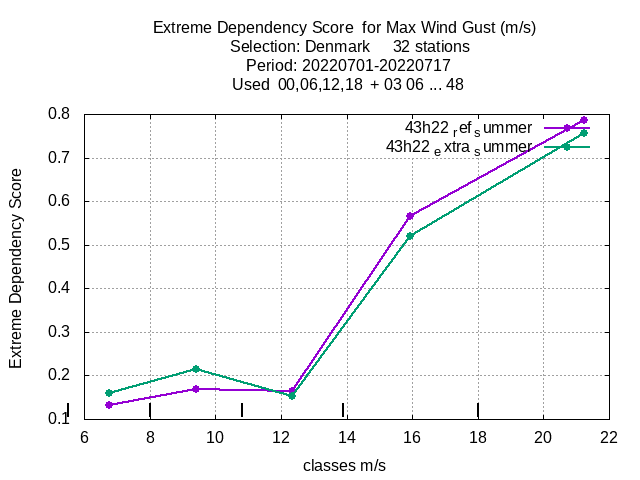 Extreme Dependency Score  for Max Wind Gust (m/s)
Selection: Denmark     32 stations
Period: 20220701-20220717
Used  00,06,12,18  + 03 06 ... 48
43h22 ref summer
43h22 extra summer
Extreme Dependency Score
0.8
0.7
0.6
0.5
0.4
0.3
0.2
0.1
6 8 10 12 14 16 18 20 22
classes m/s